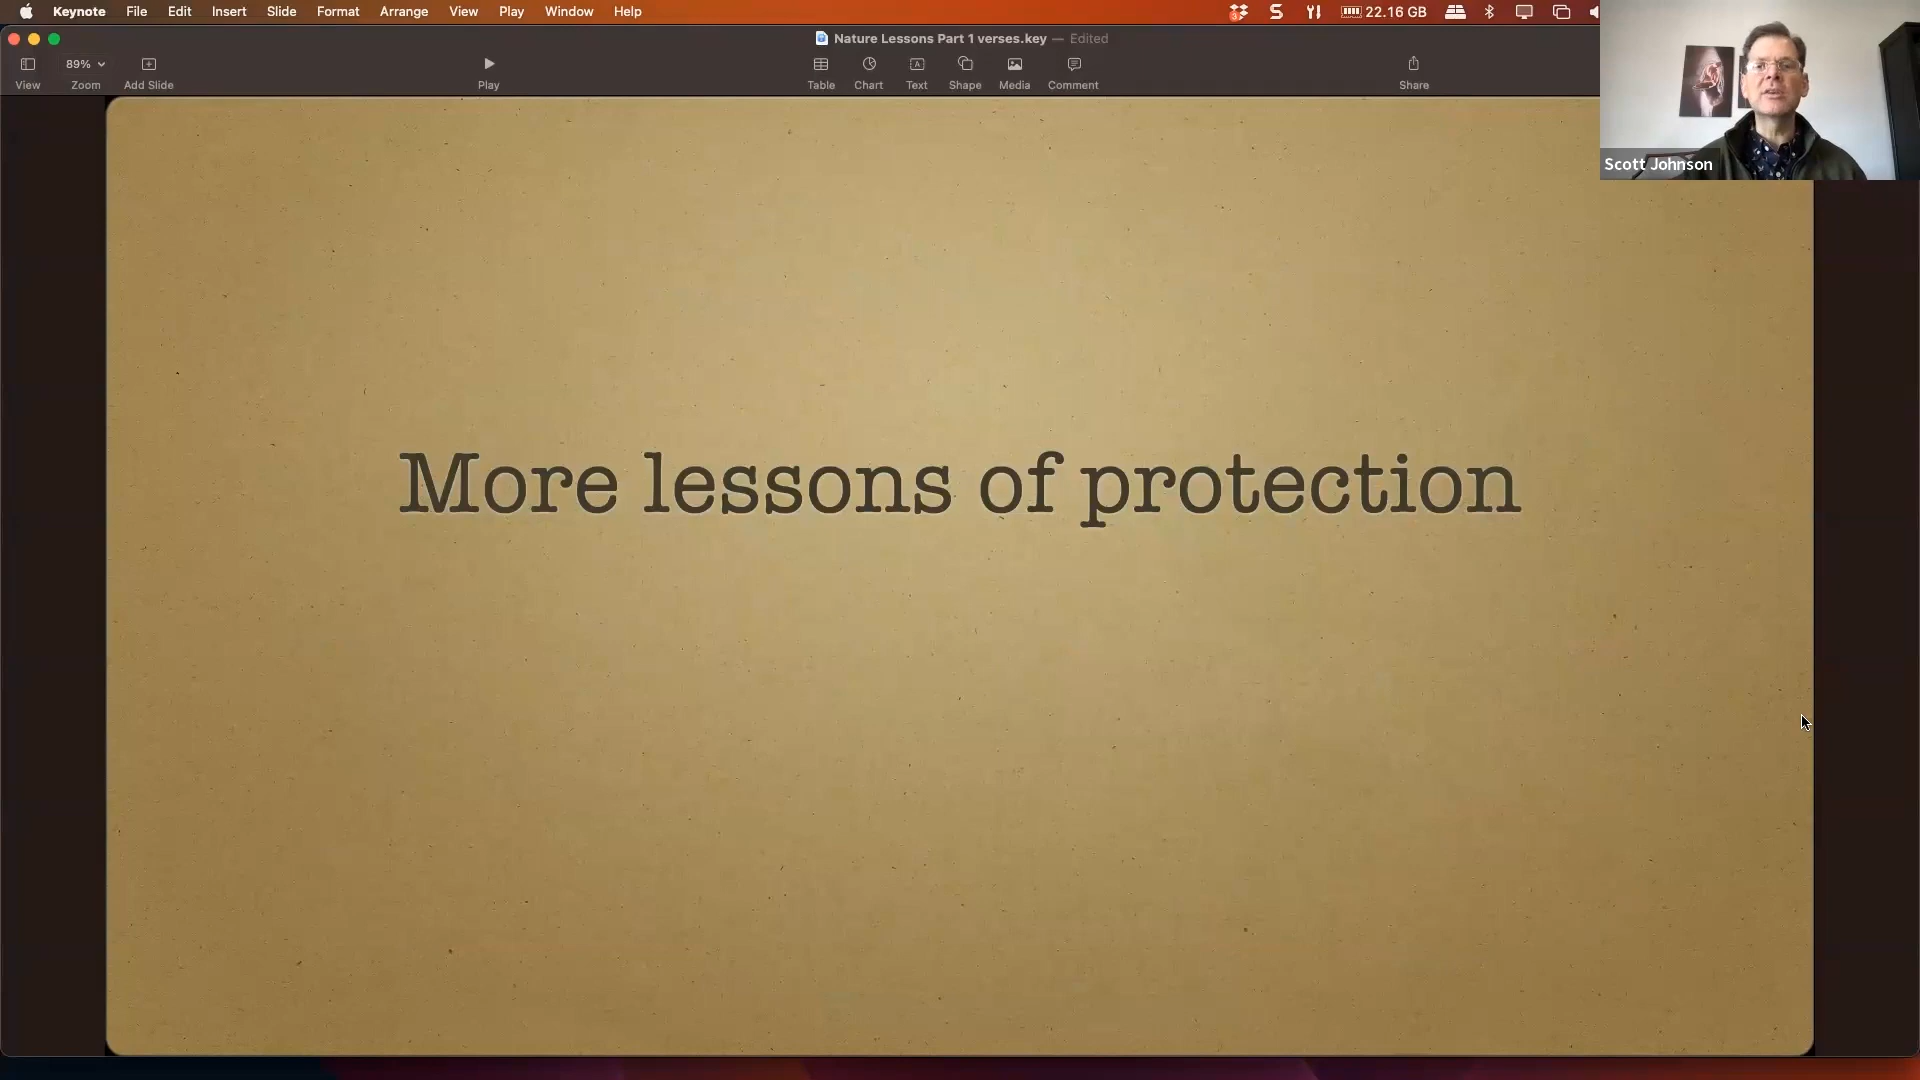 Keynote File Edit Insert Slide Format Arrange View Play Window Help 22.16 GB
Nature Lessons Part 1 verses.key — Edited
89%
View Zoom Add Slide Play Table Chart Text Shape Media Comment Share
Scott Johnson
More lessons of protection